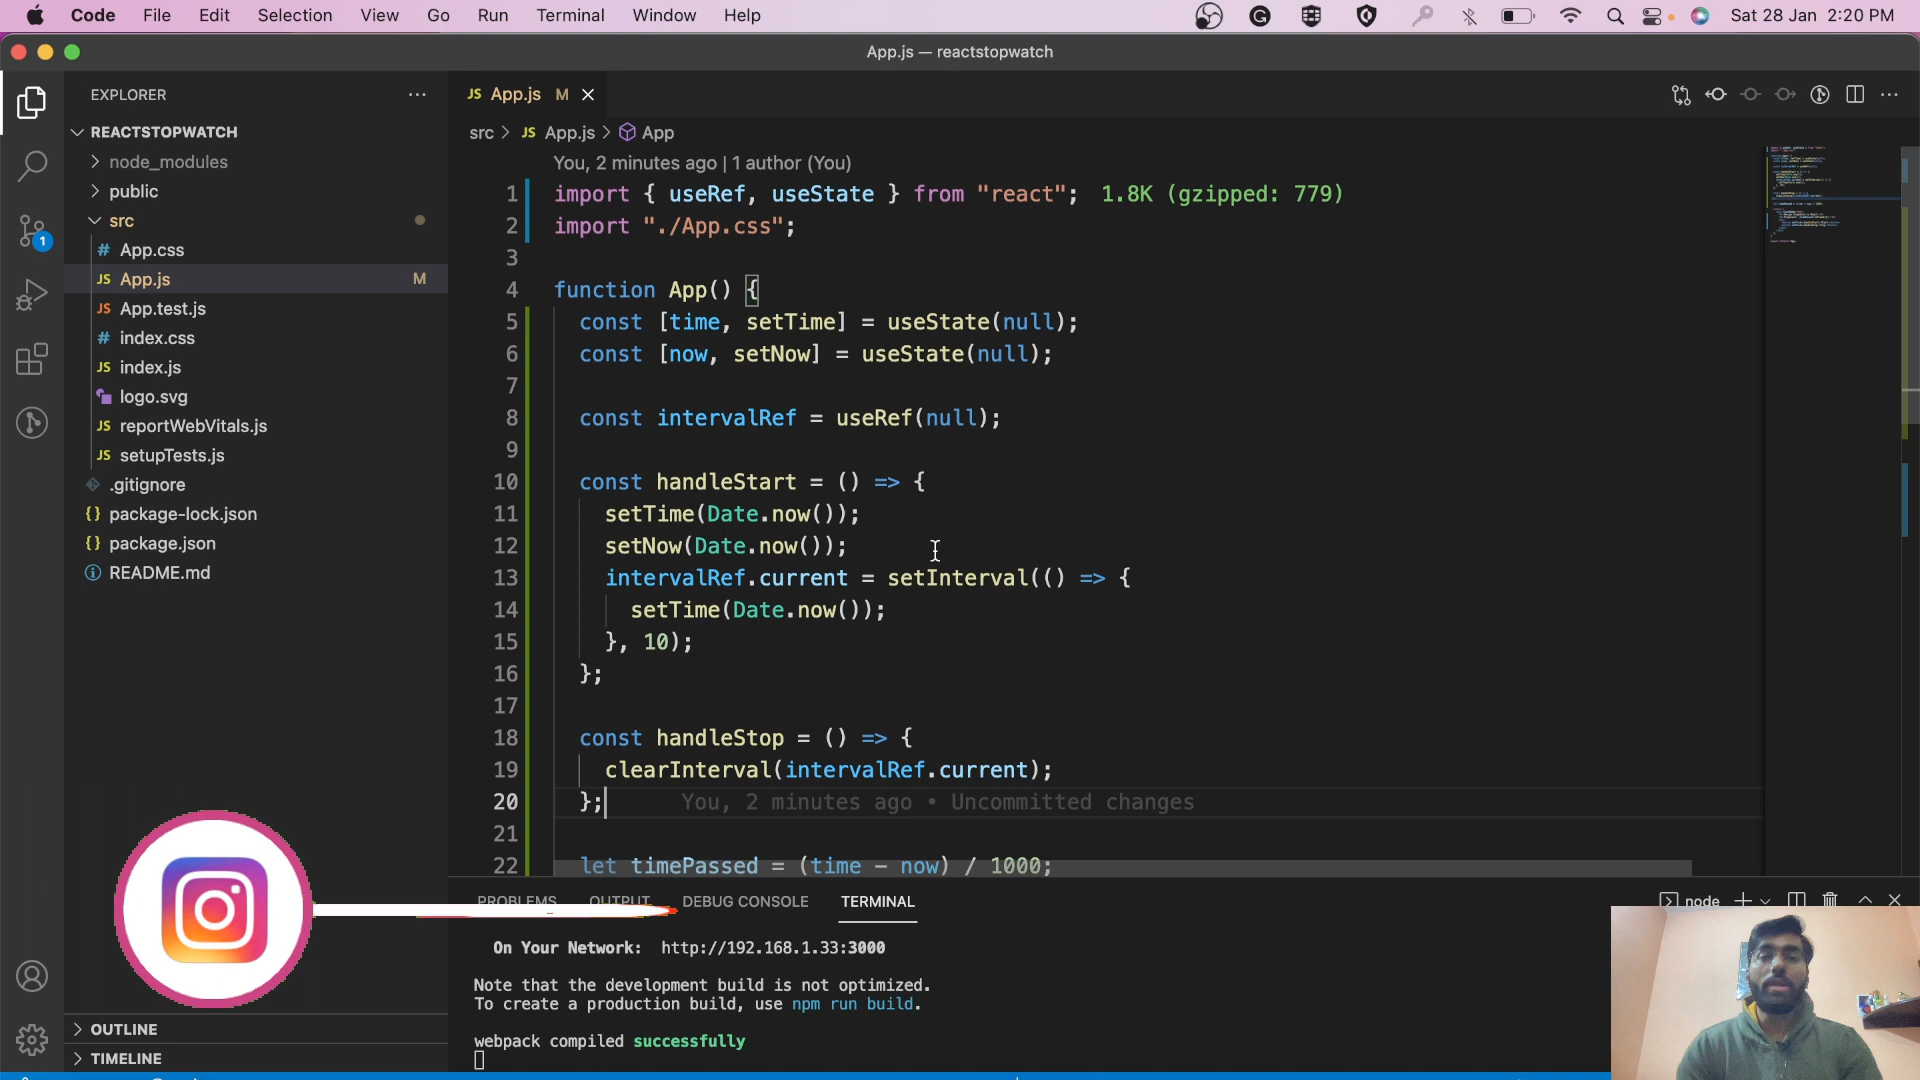 Code File Edit Selection View Go Run Terminal Window Help Sat 28 Jan 2:20 PM
App.js — reactstopwatch
EXPLORER
REACTSTOPWATCH
node_modules
public
src
# App.css
JS App.js M
JS App.test.js
# index.css
JS index.js
logo.svg
JS reportWebVitals.js
JS setupTests.js
.gitignore
{} package-lock.json
{} package.json
README.md
OUTLINE
TIMELINE
1
JS App.js M
src > JS App.js > App
You, 2 minutes ago | 1 author (You)
1 import { useRef, useState } from "react"; 1.8K (gzipped: 779)
2 import "./App.css";
3
4 function App() {
5 const [time, setTime] = useState(null);
6 const [now, setNow] = useState(null);
7
8 const intervalRef = useRef(null);
9
10 const handleStart = () => {
11 setTime(Date.now());
12 setNow(Date.now());
13 intervalRef.current = setInterval(() => {
14 setTime(Date.now());
15 }, 10);
16 };
17
18 const handleStop = () => {
19 clearInterval(intervalRef.current);
20 }; You, 2 minutes ago • Uncommitted changes
21
22 let timePassed = (time - now) / 1000;
PROBLEMS OUTPUT DEBUG CONSOLE TERMINAL node
On Your Network: http://192.168.1.33:3000
Note that the development build is not optimized.
To create a production build, use npm run build.
webpack compiled successfully